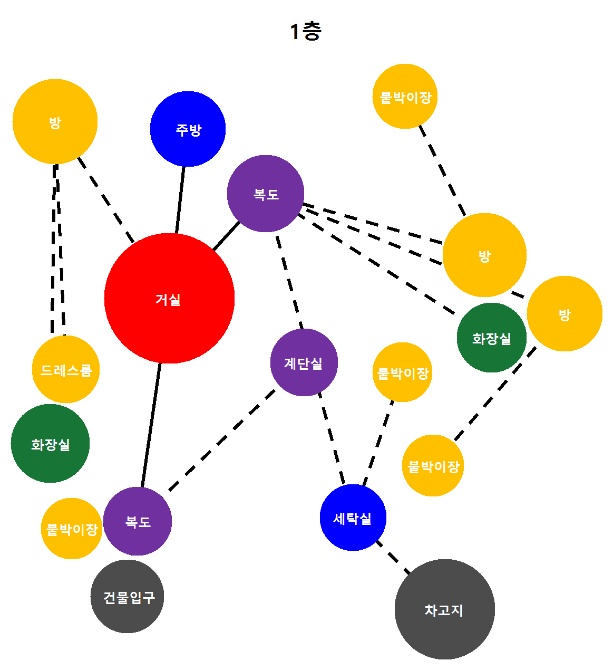 1층
방
주방
붙박이장
복도
방
거실
방
화장실
계단실
드레스룸
붙박이장
화장실
붙박이장
세탁실
복도
붙박이장
건물입구
차고지